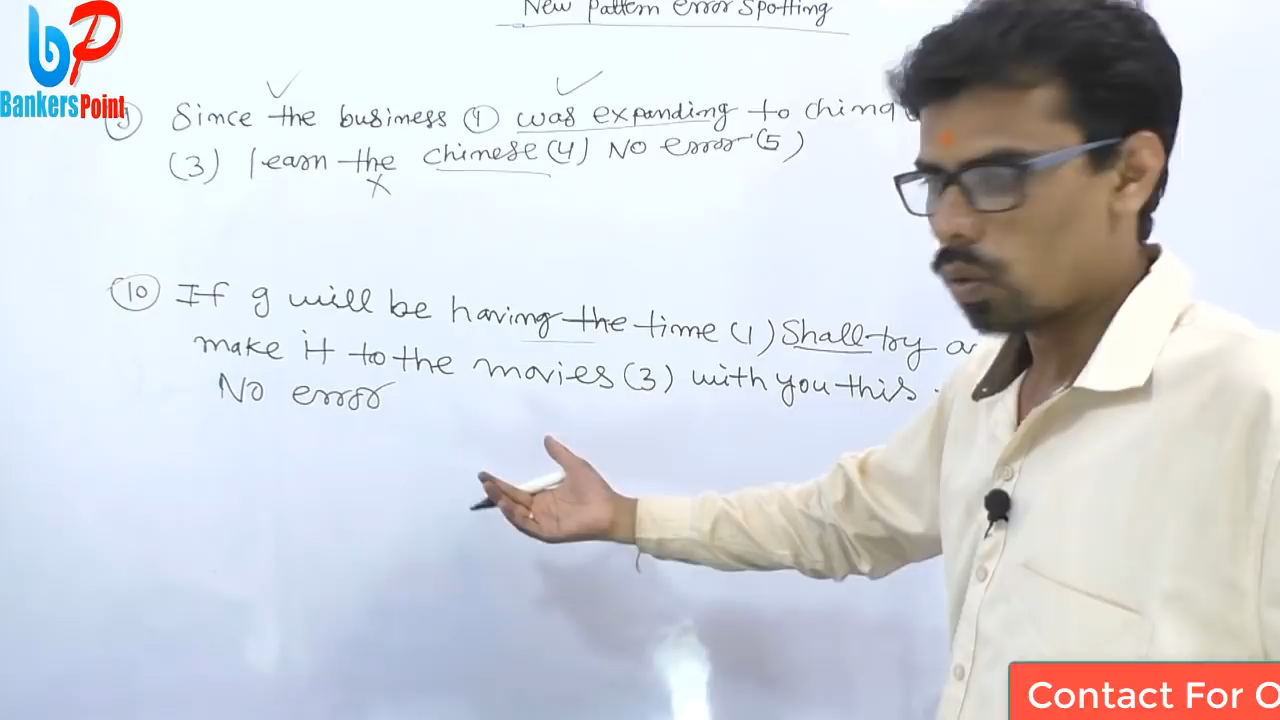 New pattern error spotting
bp
BankersPoint
9) Since the business (1) was expanding to china
(3) learn the chinese (4) No error (5)
(10) If I will be having the time (1) Shall try
make it to the movies (3) with you this
No error
Contact For